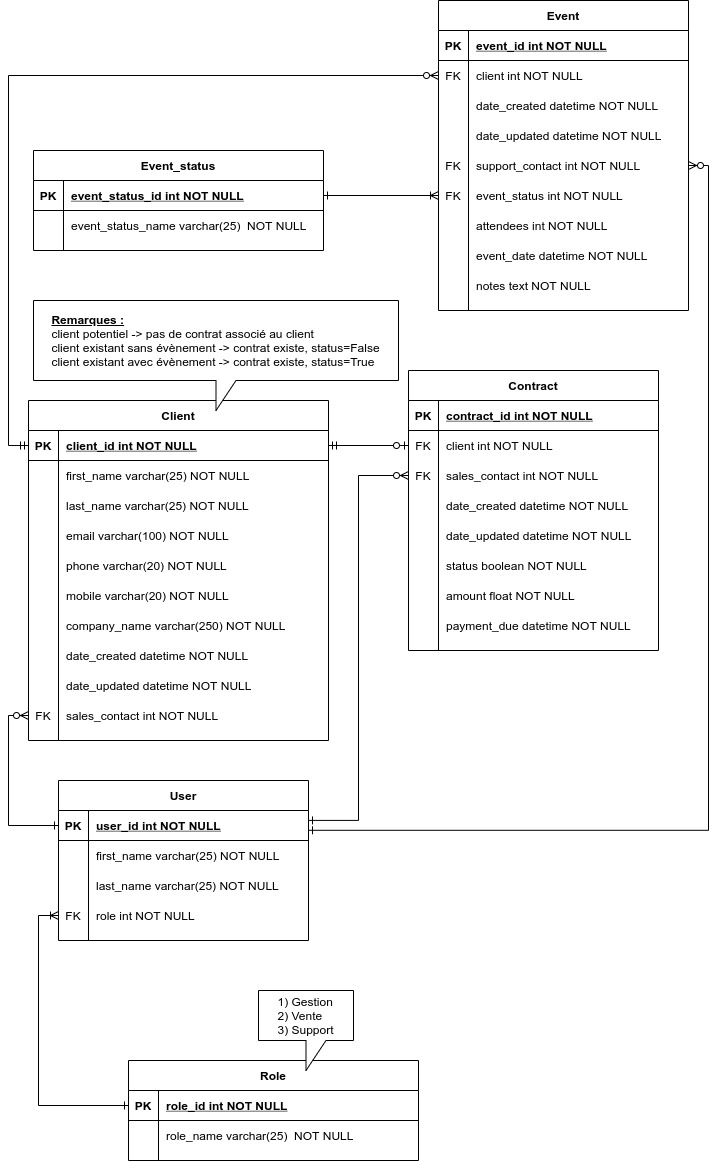 Event
PK event_id int NOT NULL
FK client int NOT NULL
date_created datetime NOT NULL
date_updated datetime NOT NULL
FK support_contact int NOT NULL
FK event_status int NOT NULL
attendees int NOT NULL
event_date datetime NOT NULL
notes text NOT NULL
Event_status
PK event_status_id int NOT NULL
event_status_name varchar(25) NOT NULL
Remarques :
client potentiel -> pas de contrat associé au client
client existant sans évènement -> contrat existe, status=False
client existant avec évènement -> contrat existe, status=True
Client
PK client_id int NOT NULL
first_name varchar(25) NOT NULL
last_name varchar(25) NOT NULL
email varchar(100) NOT NULL
phone varchar(20) NOT NULL
mobile varchar(20) NOT NULL
company_name varchar(250) NOT NULL
date_created datetime NOT NULL
date_updated datetime NOT NULL
FK sales_contact int NOT NULL
Contract
PK contract_id int NOT NULL
FK client int NOT NULL
FK sales_contact int NOT NULL
date_created datetime NOT NULL
date_updated datetime NOT NULL
status boolean NOT NULL
amount float NOT NULL
payment_due datetime NOT NULL
User
PK user_id int NOT NULL
first_name varchar(25) NOT NULL
last_name varchar(25) NOT NULL
FK role int NOT NULL
1) Gestion
2) Vente
3) Support
Role
PK role_id int NOT NULL
role_name varchar(25) NOT NULL